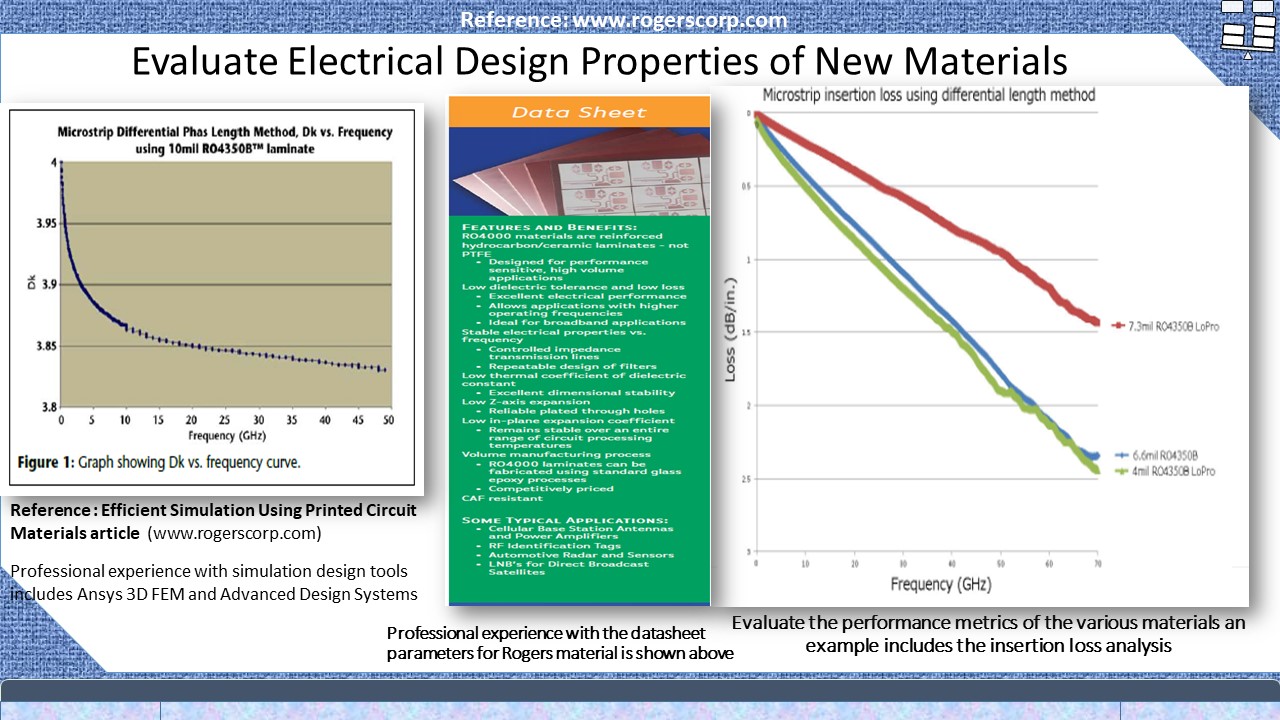 Reference: www.rogerscorp.com
Evaluate Electrical Design Properties of New Materials
Microstrip Differential Phas Length Method, Dk vs. Frequency
using 10mil RO4350B™ laminate
4
3.95
3.9
3.85
3.8
Dk
0 5 10 15 20 25 30 35 40 45 50
Frequency (GHz)
Figure 1: Graph showing Dk vs. frequency curve.
Reference : Efficient Simulation Using Printed Circuit
Materials article (www.rogerscorp.com)
Professional experience with simulation design tools
includes Ansys 3D FEM and Advanced Design Systems
Data Sheet
FEATURES AND BENEFITS:
RO4000 materials are reinforced
hydrocarbon/ceramic laminates - not
PTFE
• Designed for performance
sensitive, high volume
applications
Low dielectric tolerance and low loss
• Excellent electrical performance
• Allows applications with higher
operating frequencies
• Ideal for broadband applications
Stable electrical properties vs.
frequency
• Controlled impedance
transmission lines
• Repeatable design of filters
Low thermal coefficient of dielectric
constant
• Excellent dimensional stability
Low Z-axis expansion
• Reliable plated through holes
Low in-plane expansion coefficient
• Remains stable over an entire
range of circuit processing
temperatures
Volume manufacturing process
• RO4000 laminates can be
fabricated using standard glass
epoxy processes
• Competitively priced
CAF resistant
SOME TYPICAL APPLICATIONS:
• Cellular Base Station Antennas
and Power Amplifiers
• RF Identification Tags
• Automotive Radar and Sensors
• LNB's for Direct Broadcast
Satellites
Professional experience with the datasheet
parameters for Rogers material is shown above
Microstrip insertion loss using differential length method
0
0.5
1
1.5
2
2.5
3
Loss (dB/in.)
0 10 20 30 40 50 60 70
Frequency (GHz)
7.3mil RO4350B LoPro
6.6mil RO4350B
4mil RO4350B LoPro
Evaluate the performance metrics of the various materials an
example includes the insertion loss analysis